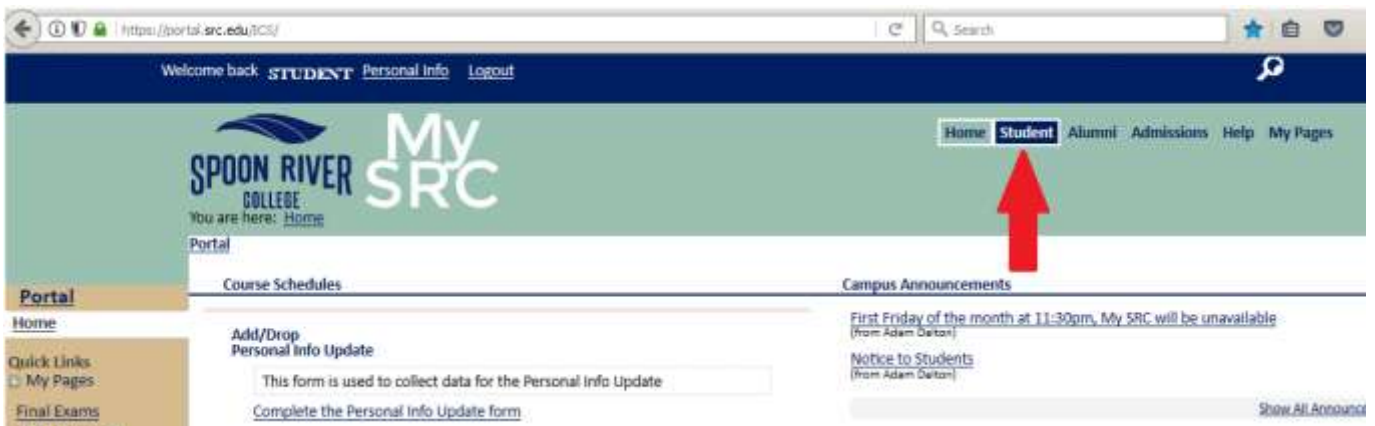 https://portal.src.edu/ICS/
Search
Welcome back STUDENT Personal Info Logout
Home Student Alumni Admissions Help My Pages
My
SRC
SPOON RIVER
COLLEGE
You are here: Home
Portal
Portal
Home
Quick Links
My Pages
Final Exams
Course Schedules
Add/Drop
Personal Info Update
This form is used to collect data for the Personal Info Update
Complete the Personal Info Update form
Campus Announcements
First Friday of the month at 11:30pm, My SRC will be unavailable
(from Adam Dalton)
Notice to Students
(from Adam Dalton)
Show All Announce